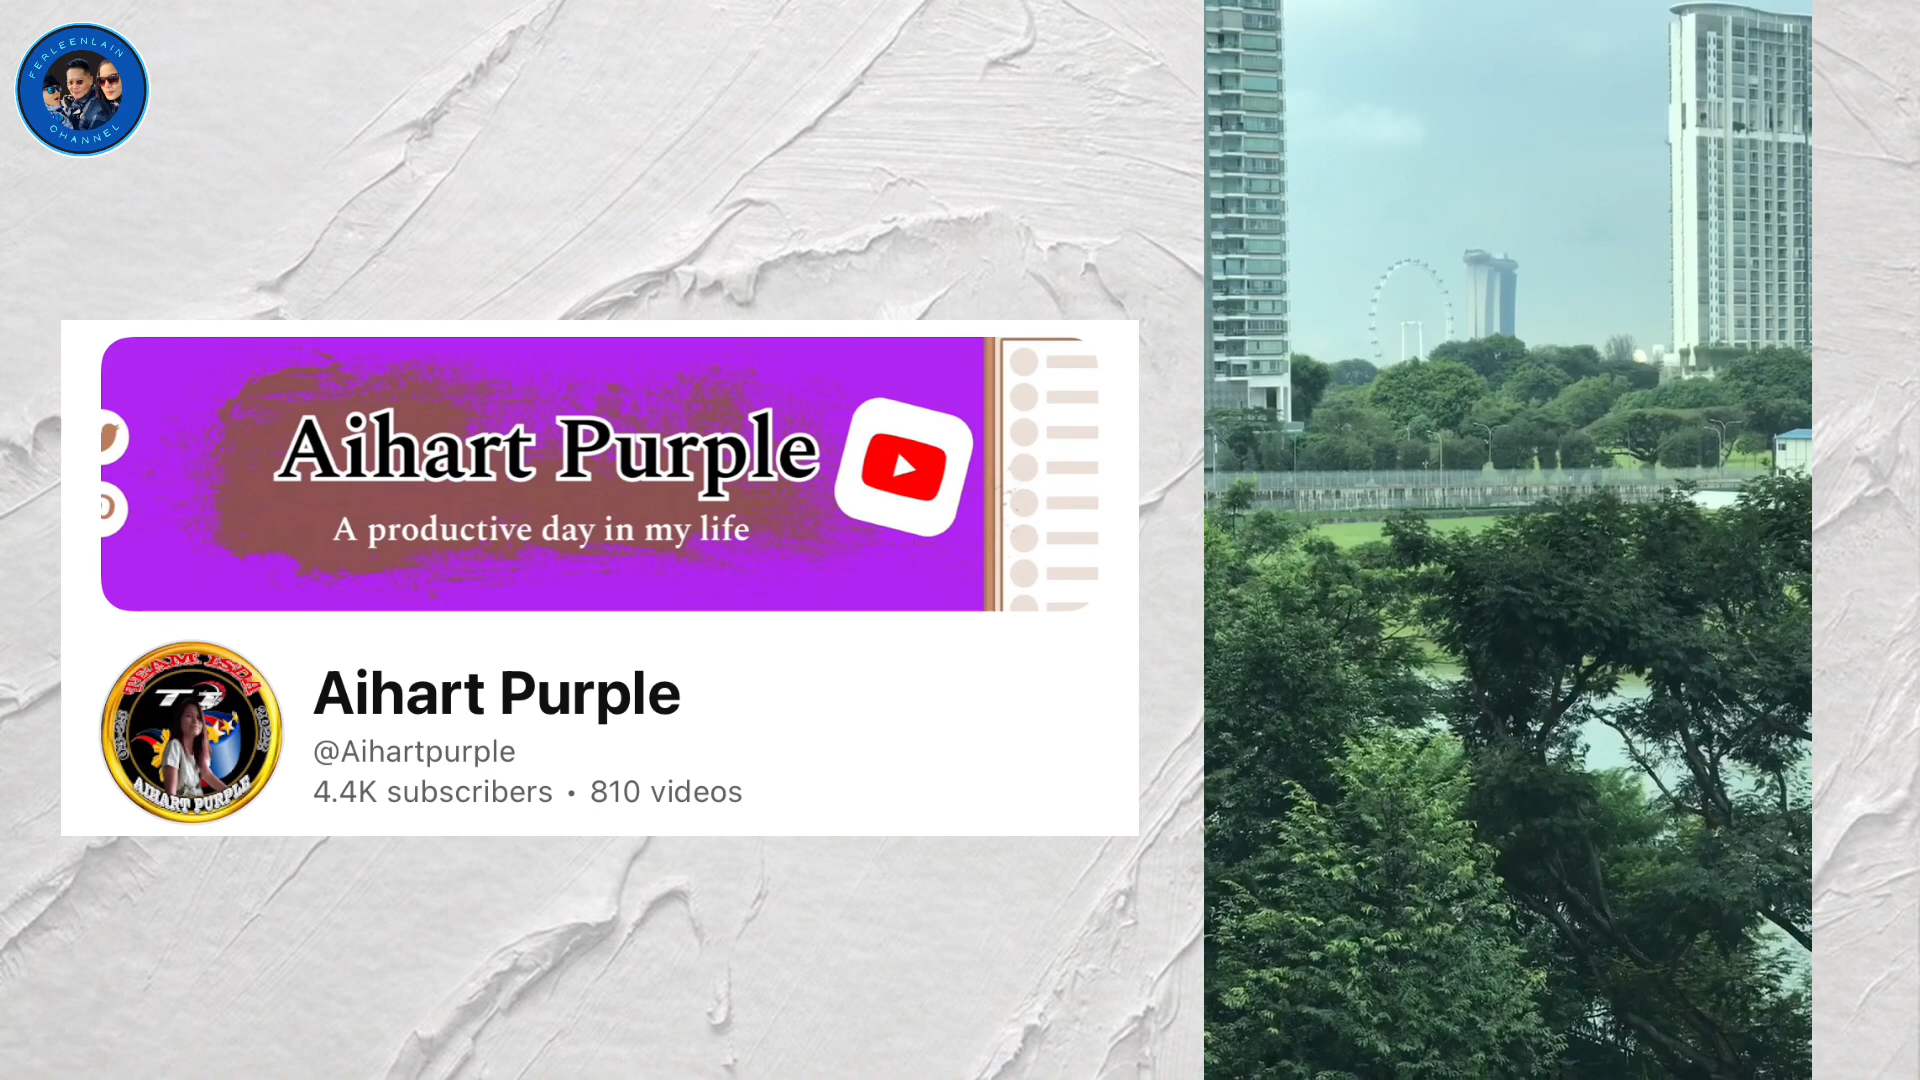 FERLEENLAIN
CHANNEL
Aihart Purple
A productive day in my life
TEAM ISDA
AIHART PURPLE
Aihart Purple
@Aihartpurple
4.4K subscribers • 810 videos